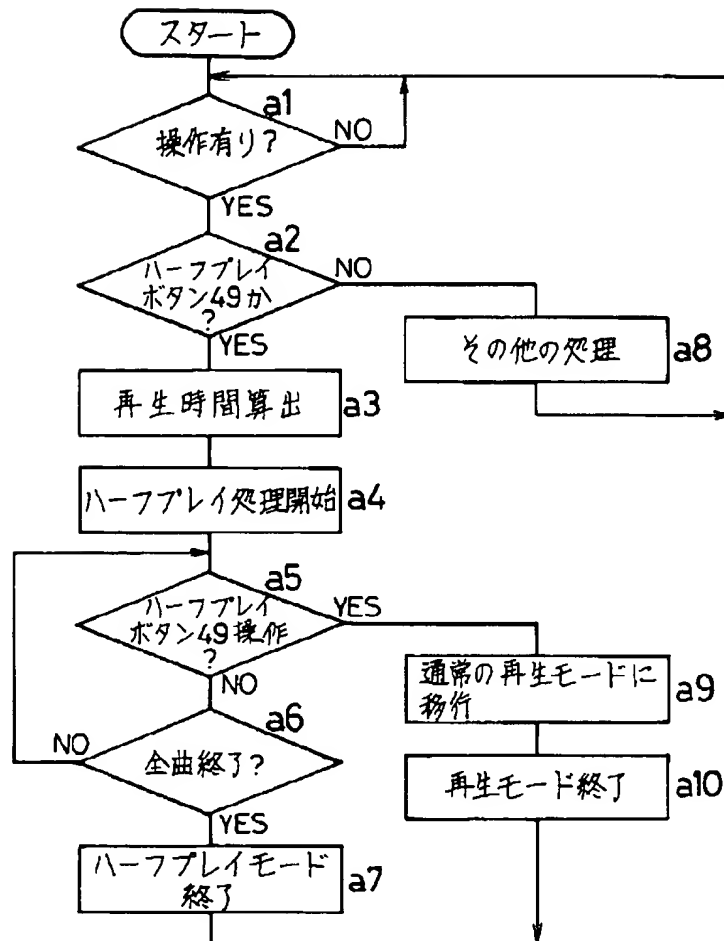 スタート
a1
操作有り?
NO
YES
a2
ハーフプレイ
ボタン49か
?
NO
YES
その他の処理
a8
再生時間算出
a3
ハーフプレイ処理開始
a4
a5
ハーフプレイ
ボタン49操作
?
YES
NO
通常の再生モードに
移行
a9
a6
全曲終了?
NO
YES
再生モード終了
a10
ハーフプレイモード
終了
a7